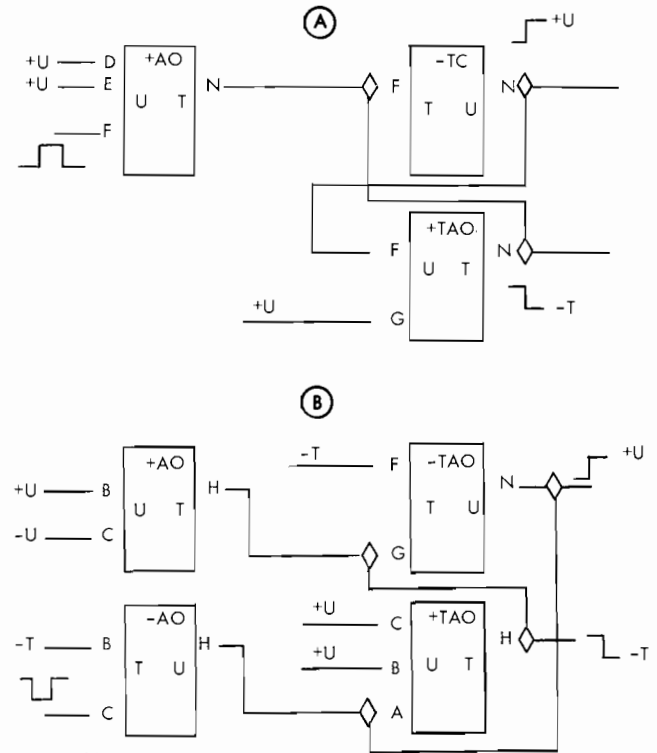 A
+U
+U D +AO -TC
+U E N F N
U T T U
F
+TAO
F N
U T
+U G -T
B
+U
+AO -T F -TAO
+U B H N
U T T U
-U C G
-AO +U C +TAO
-T B H +U B H
T U U T -T
C A